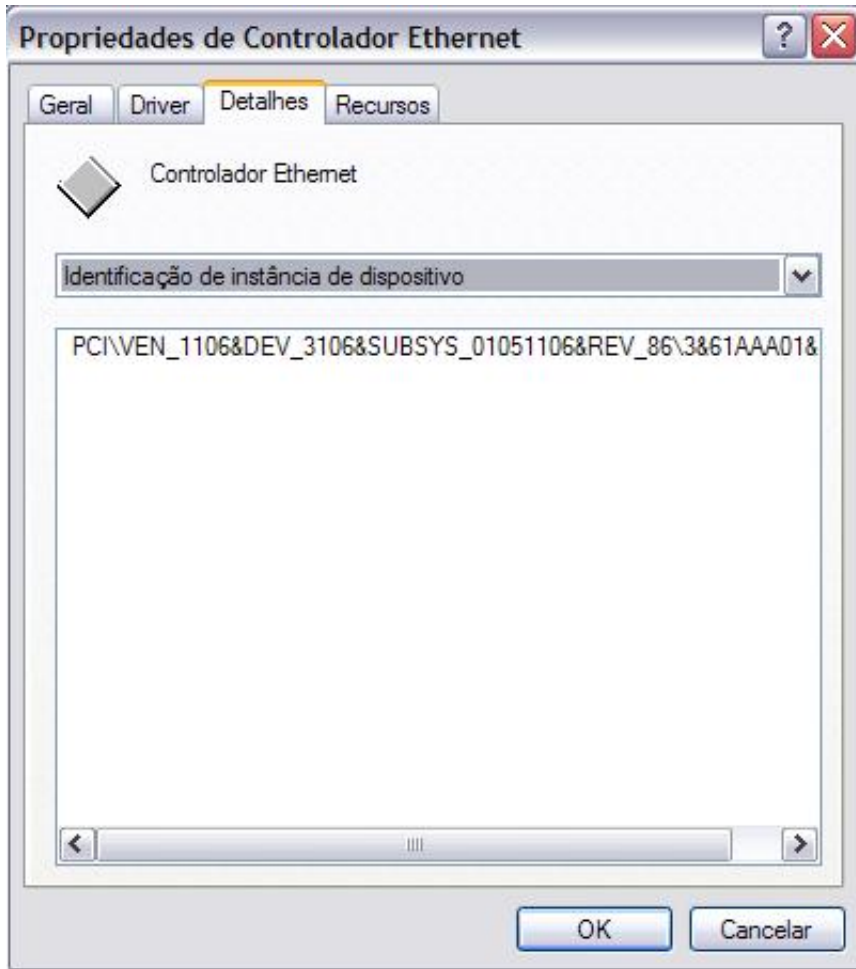 Propriedades de Controlador Ethernet
Geral Driver Detalhes Recursos
Controlador Ethernet
Identificação de instância de dispositivo
PCI\VEN_1106&DEV_3106&SUBSYS_01051106&REV_86\3&61AAA01&
OK Cancelar